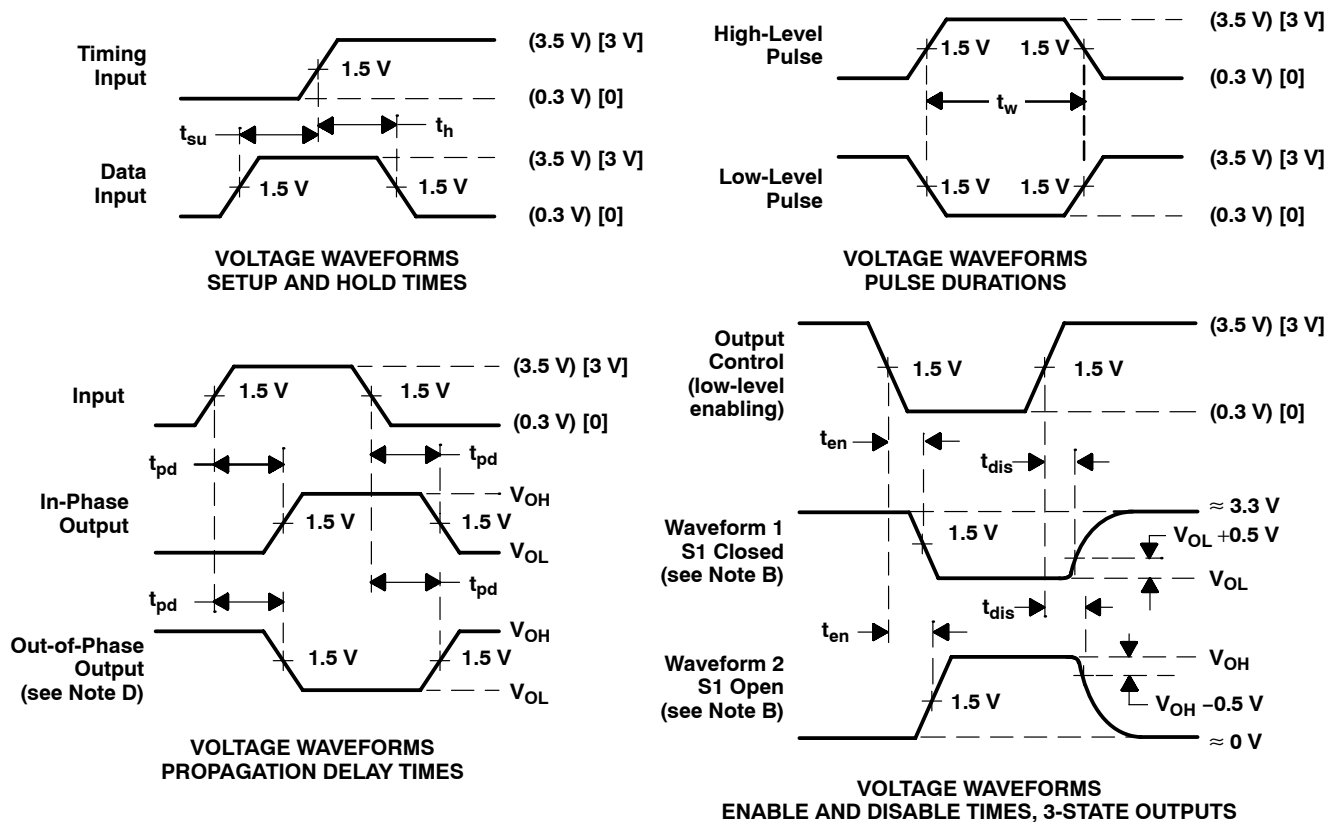 Timing
Input
1.5 V
(3.5 V) [3 V]
(0.3 V) [0]
tsu
th
Data
Input
1.5 V
1.5 V
(3.5 V) [3 V]
(0.3 V) [0]
VOLTAGE WAVEFORMS
SETUP AND HOLD TIMES
High-Level
Pulse
1.5 V
1.5 V
(3.5 V) [3 V]
(0.3 V) [0]
tw
Low-Level
Pulse
1.5 V
1.5 V
(3.5 V) [3 V]
(0.3 V) [0]
VOLTAGE WAVEFORMS
PULSE DURATIONS
Input
1.5 V
1.5 V
(3.5 V) [3 V]
(0.3 V) [0]
tpd
tpd
In-Phase
Output
1.5 V
1.5 V
VOH
VOL
tpd
tpd
Out-of-Phase
Output
(see Note D)
1.5 V
1.5 V
VOH
VOL
VOLTAGE WAVEFORMS
PROPAGATION DELAY TIMES
Output
Control
(low-level
enabling)
1.5 V
1.5 V
(3.5 V) [3 V]
(0.3 V) [0]
ten
tdis
Waveform 1
S1 Closed
(see Note B)
1.5 V
≈ 3.3 V
VOL +0.5 V
VOL
ten
tdis
Waveform 2
S1 Open
(see Note B)
1.5 V
VOH
VOH −0.5 V
≈ 0 V
VOLTAGE WAVEFORMS
ENABLE AND DISABLE TIMES, 3-STATE OUTPUTS